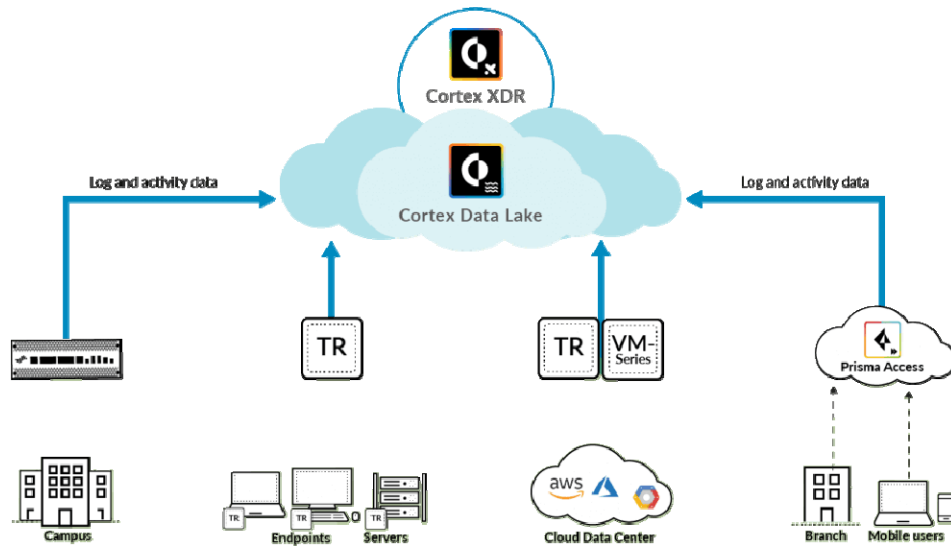 Cortex XDR
Log and activity data
Cortex Data Lake
Log and activity data
TR
TR
VM-
Series
Prisma Access
aws
TR
TR
TR
Campus
Endpoints
Servers
Cloud Data Center
Branch
Mobile users